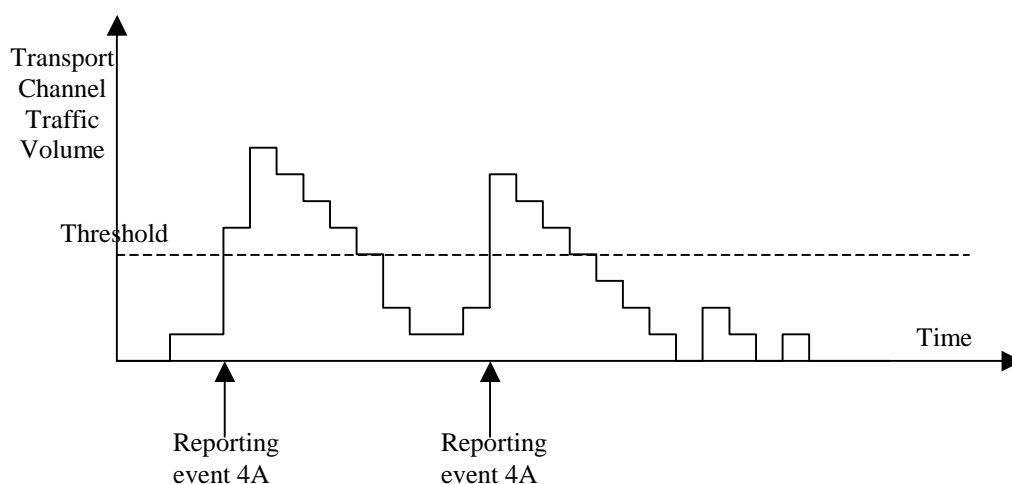 Transport
Channel
Traffic
Volume
Threshold
Time
Reporting
event 4A
Reporting
event 4A